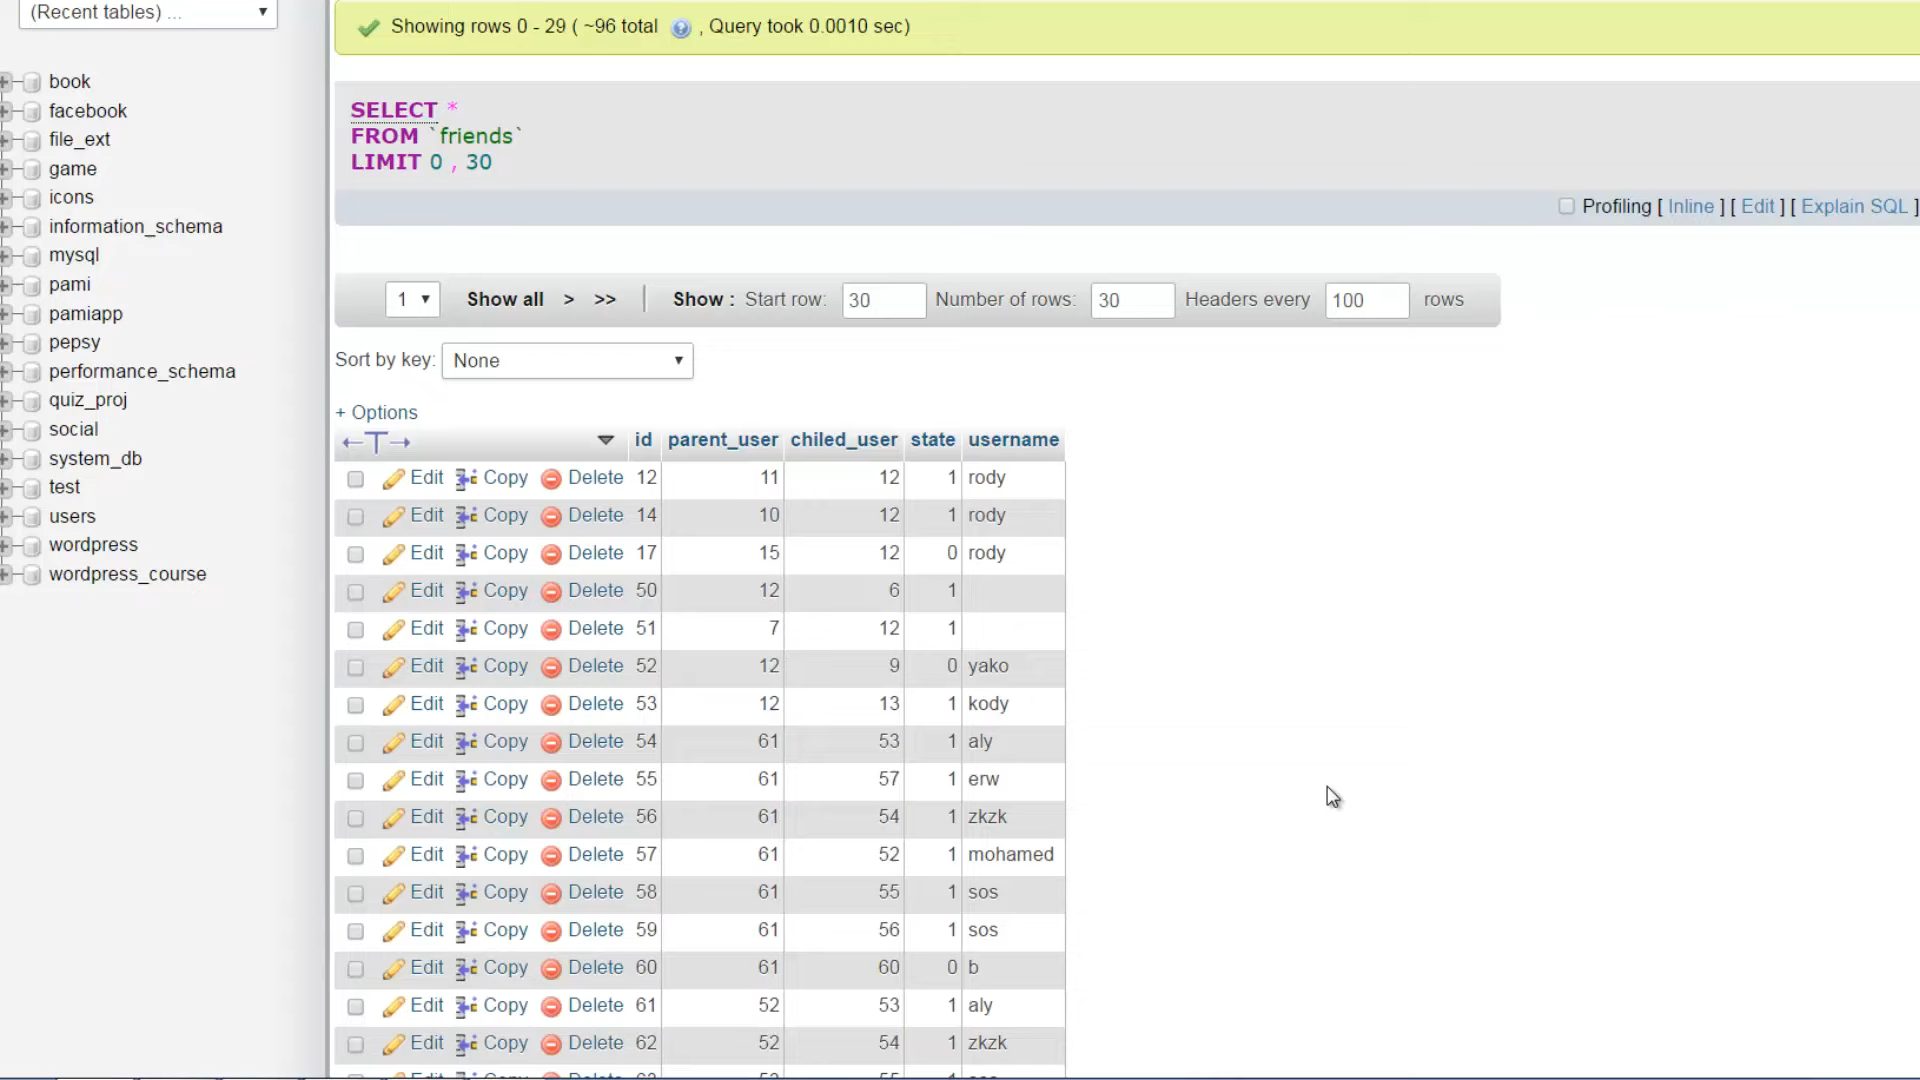 (Recent tables) ...
book
facebook
file_ext
game
icons
information_schema
mysql
pami
pamiapp
pepsy
performance_schema
quiz_proj
social
system_db
test
users
wordpress
wordpress_course
Showing rows 0 - 29 ( ~96 total , Query took 0.0010 sec)
SELECT *
FROM `friends`
LIMIT 0 , 30
Profiling [ Inline ] [ Edit ] [ Explain SQL ]
1 Show all > >> Show : Start row: 30 Number of rows: 30 Headers every 100 rows
Sort by key: None
+ Options
id parent_user chiled_user state username
Edit Copy Delete 12 11 12 1 rody
Edit Copy Delete 14 10 12 1 rody
Edit Copy Delete 17 15 12 0 rody
Edit Copy Delete 50 12 6 1
Edit Copy Delete 51 7 12 1
Edit Copy Delete 52 12 9 0 yako
Edit Copy Delete 53 12 13 1 kody
Edit Copy Delete 54 61 53 1 aly
Edit Copy Delete 55 61 57 1 erw
Edit Copy Delete 56 61 54 1 zkzk
Edit Copy Delete 57 61 52 1 mohamed
Edit Copy Delete 58 61 55 1 sos
Edit Copy Delete 59 61 56 1 sos
Edit Copy Delete 60 61 60 0 b
Edit Copy Delete 61 52 53 1 aly
Edit Copy Delete 62 52 54 1 zkzk